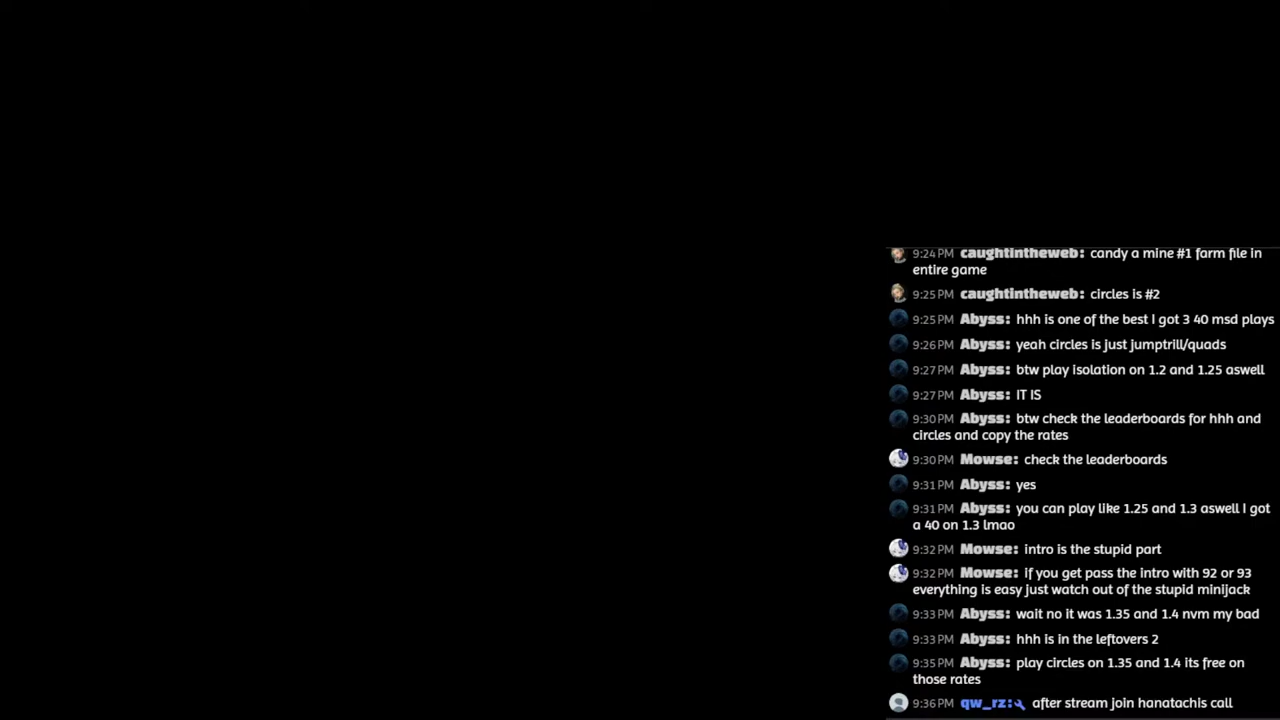 9:24 PM caughtintheweb: candy a mine #1 farm file in
entire game
9:25 PM caughtintheweb: circles is #2
9:25 PM Abyss: hhh is one of the best I got 3 40 msd plays
9:26 PM Abyss: yeah circles is just jumptrill/quads
9:27 PM Abyss: btw play isolation on 1.2 and 1.25 aswell
9:27 PM Abyss: IT IS
9:30 PM Abyss: btw check the leaderboards for hhh and
circles and copy the rates
9:30 PM Mowse: check the leaderboards
9:31 PM Abyss: yes
9:31 PM Abyss: you can play like 1.25 and 1.3 aswell I got
a 40 on 1.3 lmao
9:32 PM Mowse: intro is the stupid part
9:32 PM Mowse: if you get pass the intro with 92 or 93
everything is easy just watch out of the stupid minijack
9:33 PM Abyss: wait no it was 1.35 and 1.4 nvm my bad
9:33 PM Abyss: hhh is in the leftovers 2
9:35 PM Abyss: play circles on 1.35 and 1.4 its free on
those rates
9:36 PM qw_rz: after stream join hanatachis call